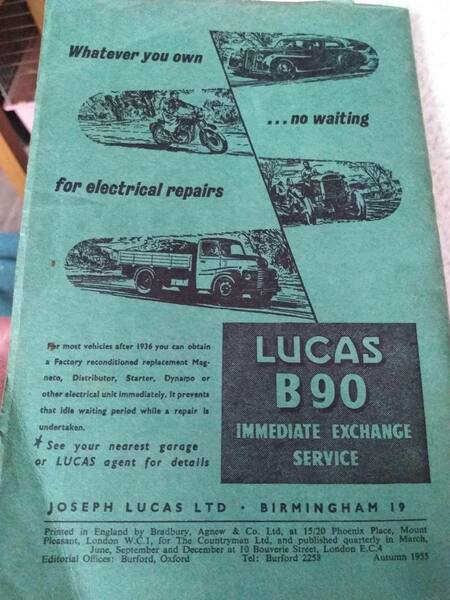 Whatever you own
...no waiting
for electrical repairs
For most vehicles after 1936 you can obtain
a Factory reconditioned replacement Mag-
neto, Distributor, Starter, Dynamo or
other electrical unit immediately. It prevents
that idle waiting period while a repair is
undertaken.
* See your nearest garage
or LUCAS agent for details
LUCAS
B90
IMMEDIATE EXCHANGE
SERVICE
JOSEPH LUCAS LTD · BIRMINGHAM 19
Printed in England by Bradbury, Agnew & Co. Ltd, at 15/20 Phoenix Place, Mount
Pleasant, London W.C.1, for The Countryman Ltd, and published quarterly in March,
June, September and December at 10 Bouverie Street, London E.C.4
Editorial Offices: Burford, Oxford Tel: Burford 2258 Autumn 1955